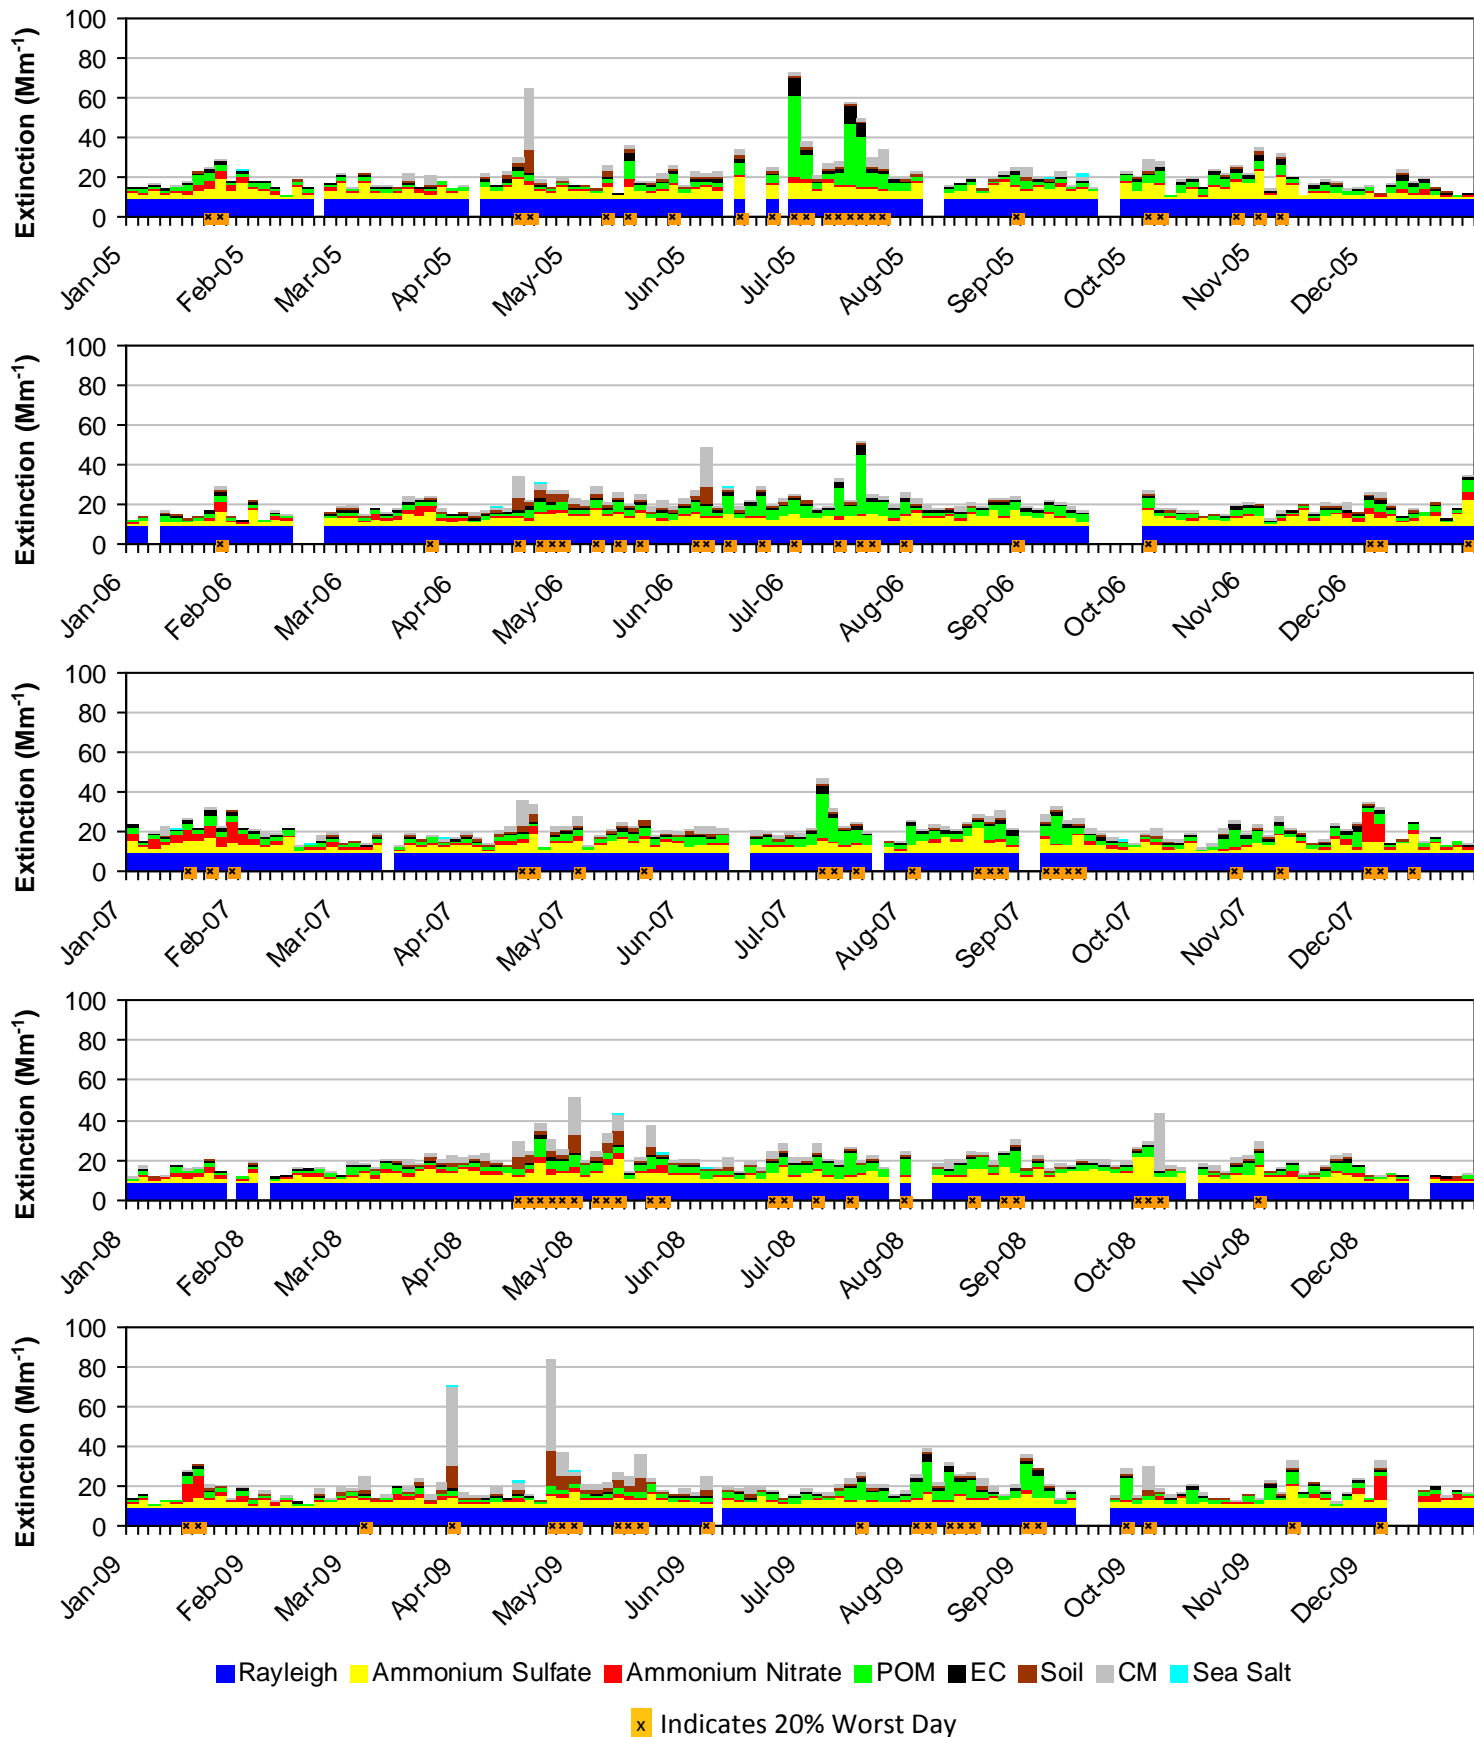 Extinction (Mm-1)
100
80
60
40
20
0
Jan-05 Feb-05 Mar-05 Apr-05 May-05 Jun-05 Jul-05 Aug-05 Sep-05 Oct-05 Nov-05 Dec-05
Extinction (Mm-1)
100
80
60
40
20
0
Jan-06 Feb-06 Mar-06 Apr-06 May-06 Jun-06 Jul-06 Aug-06 Sep-06 Oct-06 Nov-06 Dec-06
Extinction (Mm-1)
100
80
60
40
20
0
Jan-07 Feb-07 Mar-07 Apr-07 May-07 Jun-07 Jul-07 Aug-07 Sep-07 Oct-07 Nov-07 Dec-07
Extinction (Mm-1)
100
80
60
40
20
0
Jan-08 Feb-08 Mar-08 Apr-08 May-08 Jun-08 Jul-08 Aug-08 Sep-08 Oct-08 Nov-08 Dec-08
Extinction (Mm-1)
100
80
60
40
20
0
Jan-09 Feb-09 Mar-09 Apr-09 May-09 Jun-09 Jul-09 Aug-09 Sep-09 Oct-09 Nov-09 Dec-09
Rayleigh Ammonium Sulfate Ammonium Nitrate POM EC Soil CM Sea Salt
x Indicates 20% Worst Day